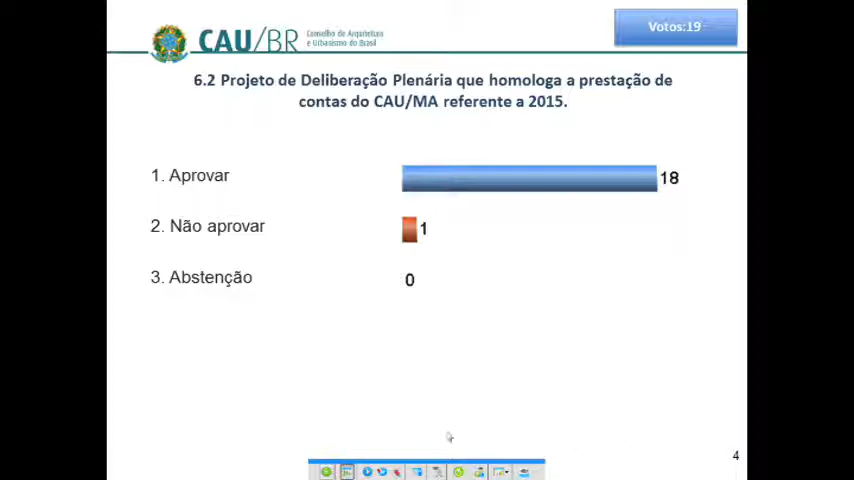 CAU/BR
Conselho de Arquitetura
e Urbanismo do Brasil
Votos:19
6.2 Projeto de Deliberação Plenária que homologa a prestação de
contas do CAU/MA referente a 2015.
1. Aprovar
18
2. Não aprovar
1
3. Abstenção
0
4